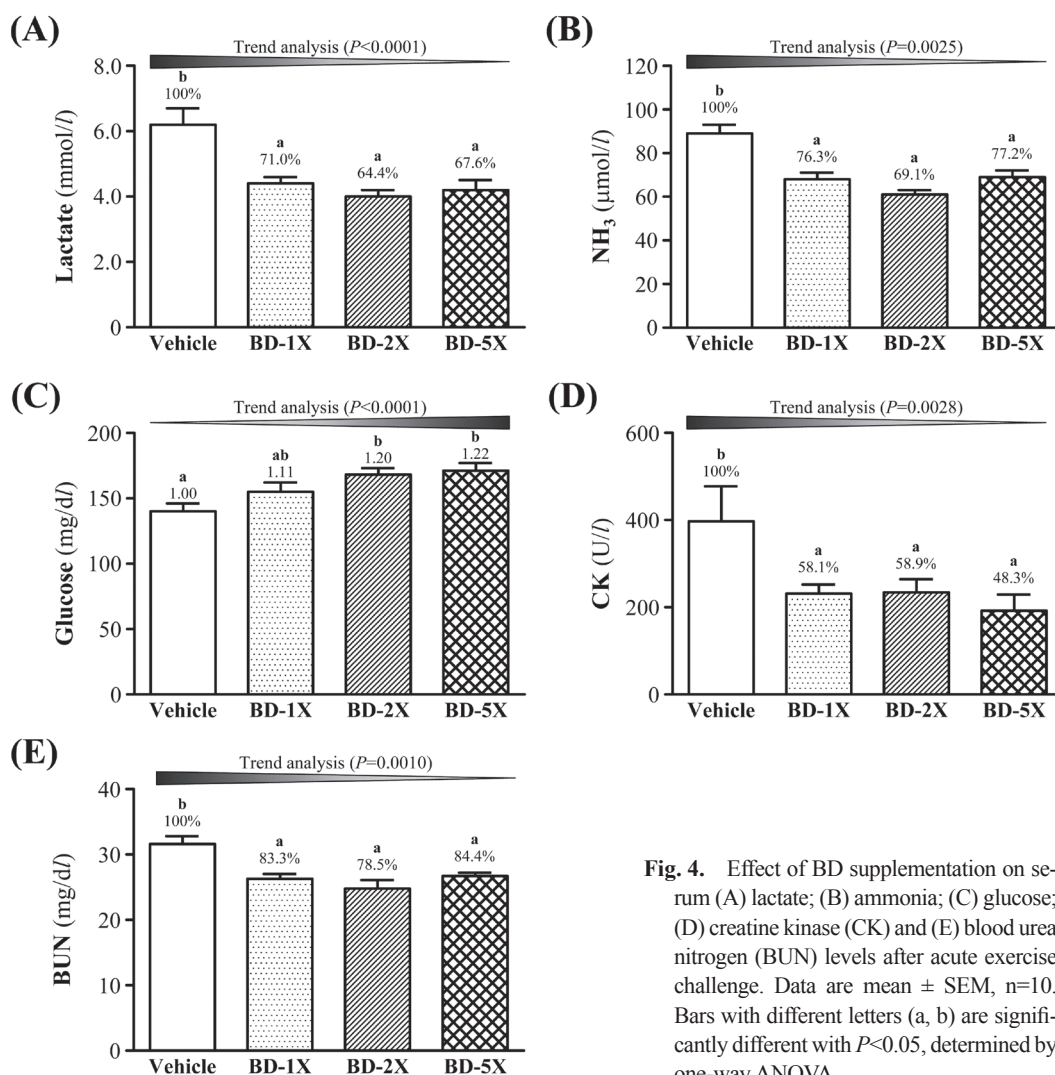 (A)
Trend analysis (P<0.0001)
Lactate (mmol/l)
8.0
6.0
4.0
2.0
0
b
100%
a
71.0%
a
64.4%
a
67.6%
Vehicle BD-1X BD-2X BD-5X
(B)
Trend analysis (P=0.0025)
NH3 (μmol/l)
120
100
80
60
40
20
0
b
100%
a
76.3%
a
69.1%
a
77.2%
Vehicle BD-1X BD-2X BD-5X
(C)
Trend analysis (P<0.0001)
Glucose (mg/dl)
200
150
100
50
0
a
1.00
ab
1.11
b
1.20
b
1.22
Vehicle BD-1X BD-2X BD-5X
(D)
Trend analysis (P=0.0028)
CK (U/l)
600
400
200
0
b
100%
a
58.1%
a
58.9%
a
48.3%
Vehicle BD-1X BD-2X BD-5X
(E)
Trend analysis (P=0.0010)
BUN (mg/dl)
40
30
20
10
0
b
100%
a
83.3%
a
78.5%
a
84.4%
Vehicle BD-1X BD-2X BD-5X
Fig. 4. Effect of BD supplementation on se-
rum (A) lactate; (B) ammonia; (C) glucose;
(D) creatine kinase (CK) and (E) blood urea
nitrogen (BUN) levels after acute exercise
challenge. Data are mean ± SEM, n=10.
Bars with different letters (a, b) are signifi-
cantly different with P<0.05, determined by
one-way ANOVA